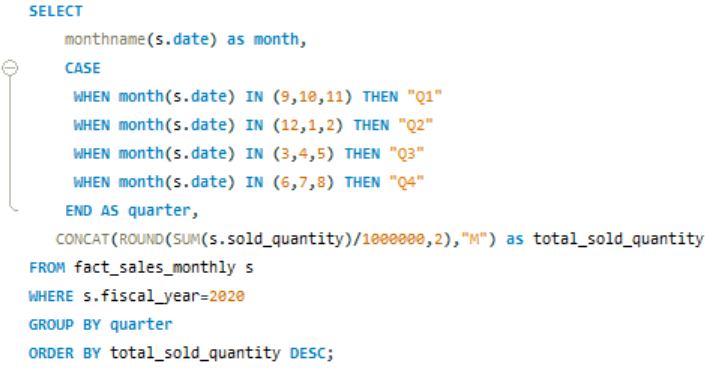 SELECT
monthname(s.date) as month,
CASE
WHEN month(s.date) IN (9,10,11) THEN "Q1"
WHEN month(s.date) IN (12,1,2) THEN "Q2"
WHEN month(s.date) IN (3,4,5) THEN "Q3"
WHEN month(s.date) IN (6,7,8) THEN "Q4"
END AS quarter,
CONCAT(ROUND(SUM(s.sold_quantity)/1000000,2),"M") as total_sold_quantity
FROM fact_sales_monthly s
WHERE s.fiscal_year=2020
GROUP BY quarter
ORDER BY total_sold_quantity DESC;